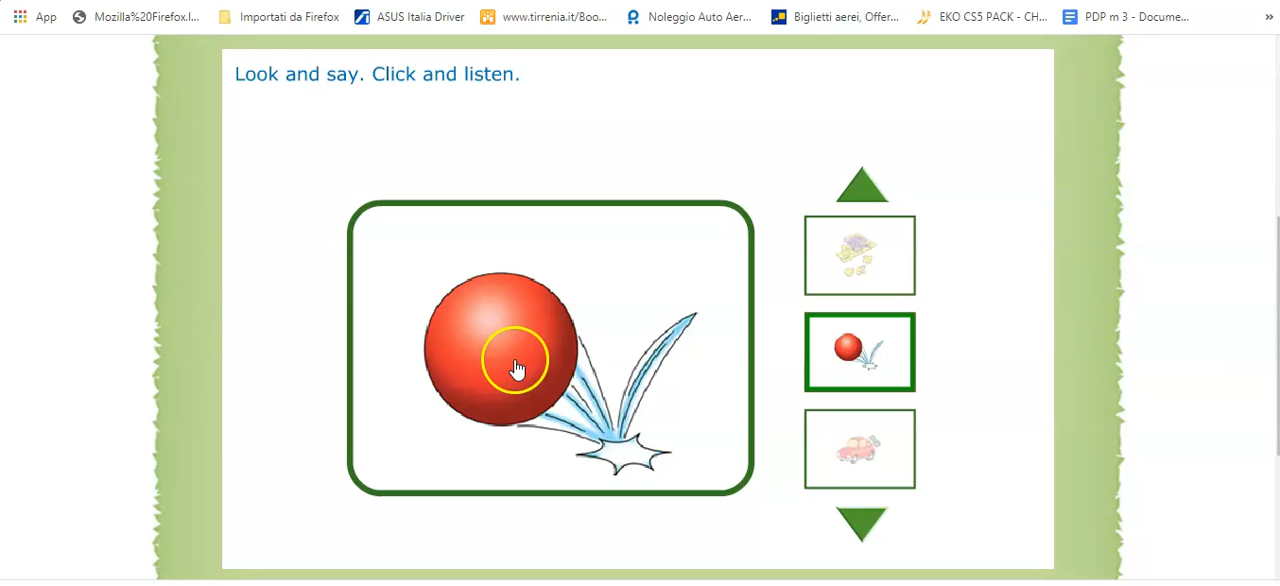 App Mozilla%20Firefox.l... Importati da Firefox ASUS Italia Driver www.tirrenia.it/Boo... Noleggio Auto Aer... Biglietti aerei, Offer... EKO CS5 PACK - CH... PDP m 3 - Docume... »
Look and say. Click and listen.